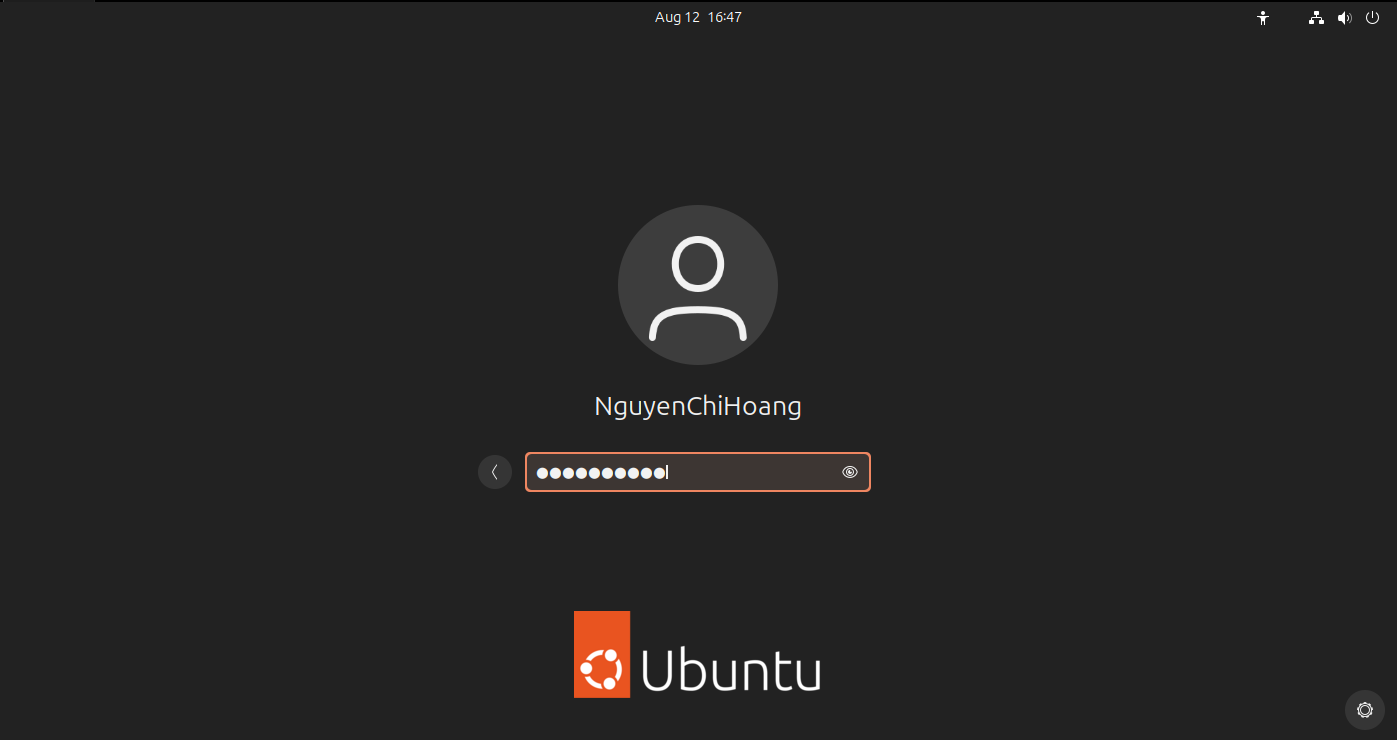 Aug 12 16:47
NguyenChiHoang
●●●●●●●●●●
Ubuntu